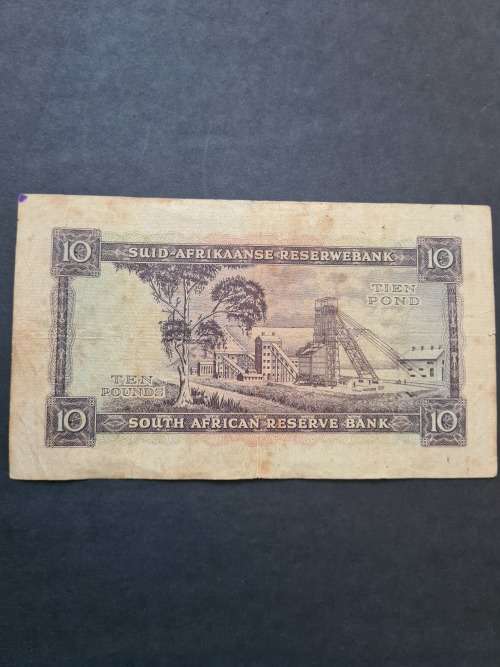 10 SUID-AFRIKAANSE RESERWEBANK 10
TIEN
POND
TEN
POUNDS
10 SOUTH AFRICAN RESERVE BANK 10